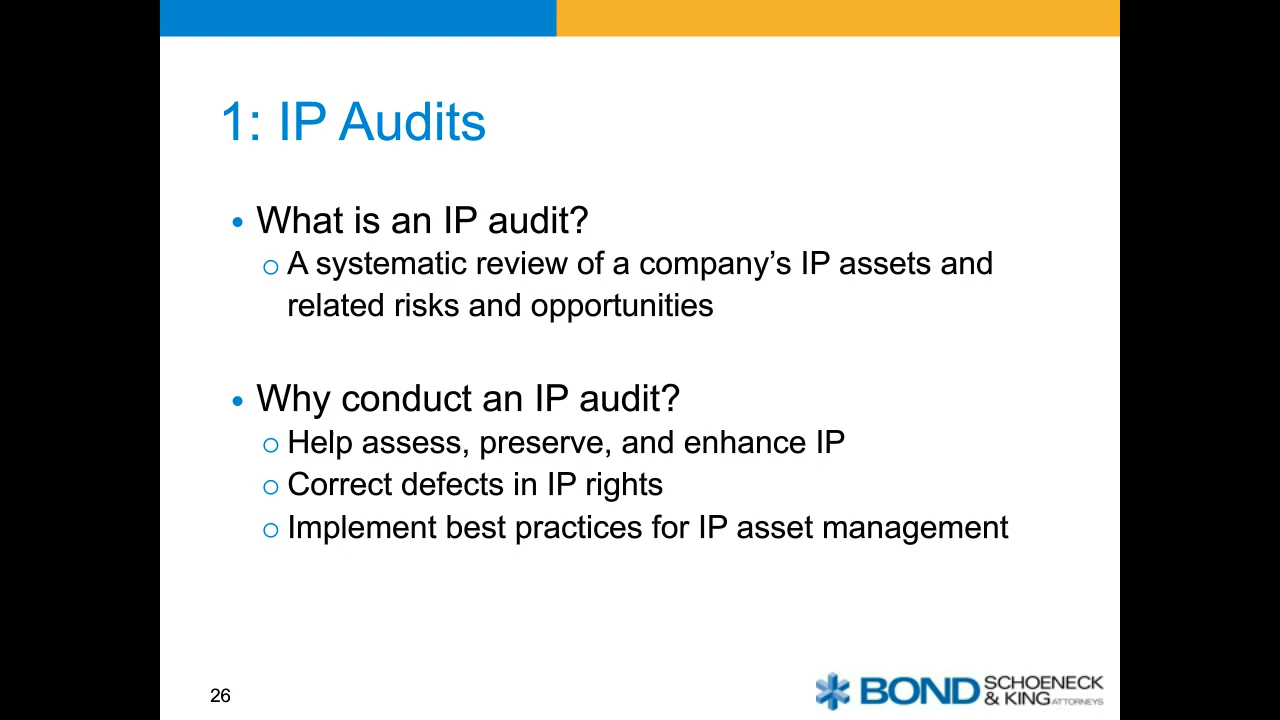 1: IP Audits
• What is an IP audit?
o A systematic review of a company’s IP assets and
related risks and opportunities
• Why conduct an IP audit?
o Help assess, preserve, and enhance IP
o Correct defects in IP rights
o Implement best practices for IP asset management
26
BOND SCHOENECK
& KING ATTORNEYS